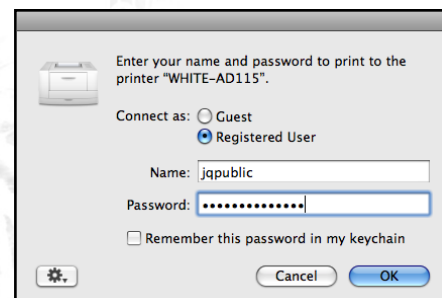 Enter your name and password to print to the
printer “WHITE-AD115”.
Connect as: Guest
Registered User
Name: jqpublic
Password: ••••••••••••••
Remember this password in my keychain
Cancel OK